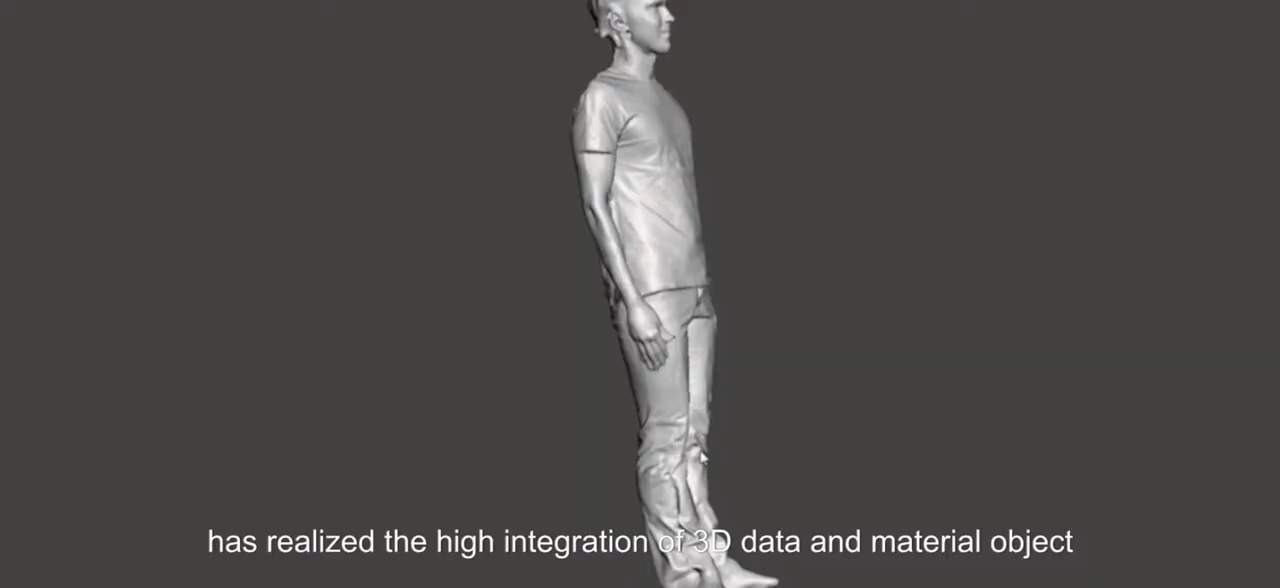 has realized the high integration of 3D data and material object